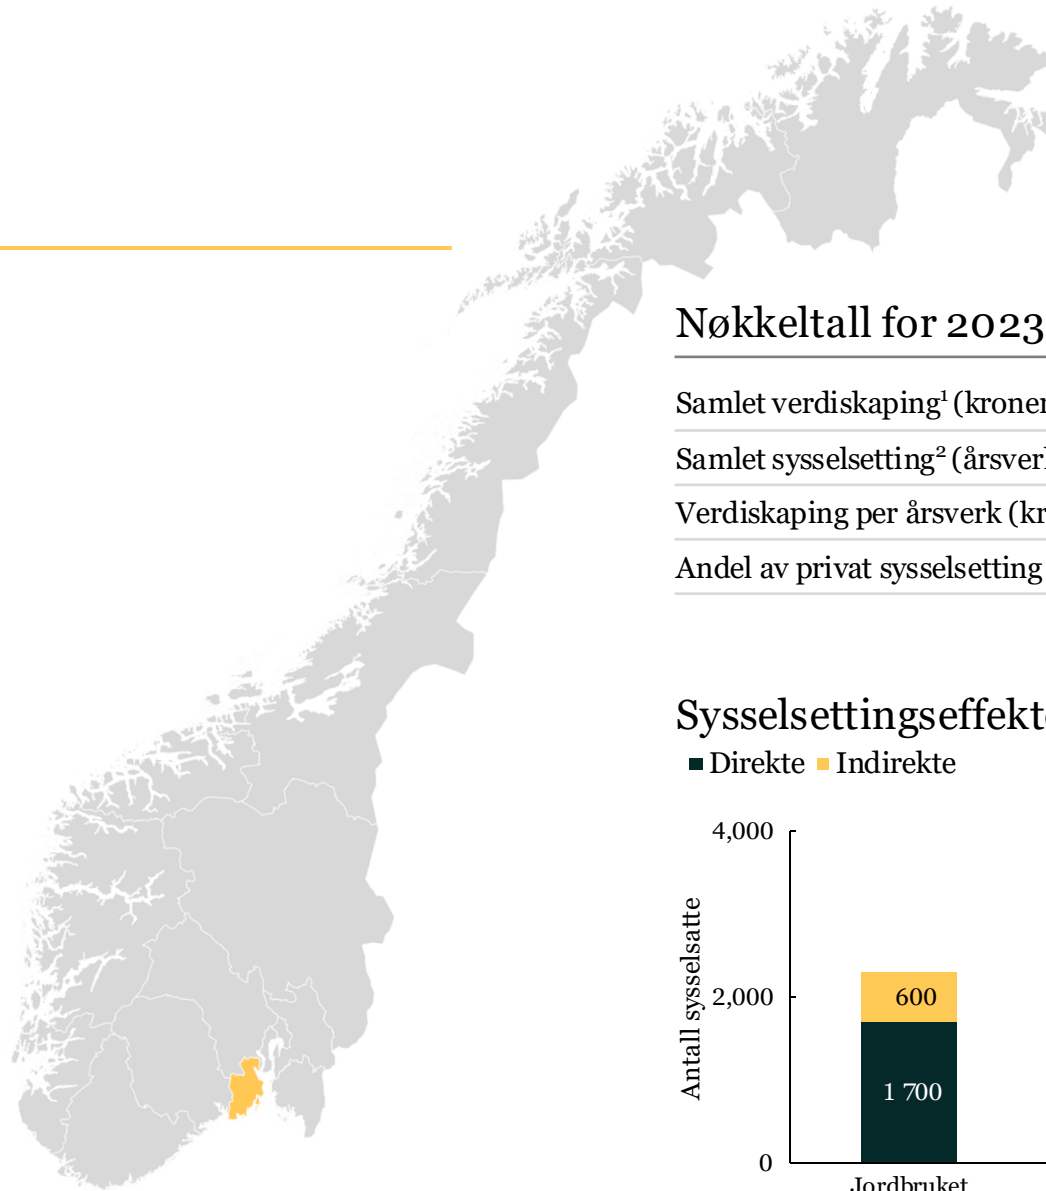 Nøkkeltall for 2023
Samlet verdiskaping¹ (kroner
Samlet sysselsetting² (årsverk
Verdiskaping per årsverk (kr
Andel av privat sysselsetting
Sysselsettingseffekte
Direkte Indirekte
4,000
Antall sysselsatte
2,000
600
1 700
0
Jordbruket